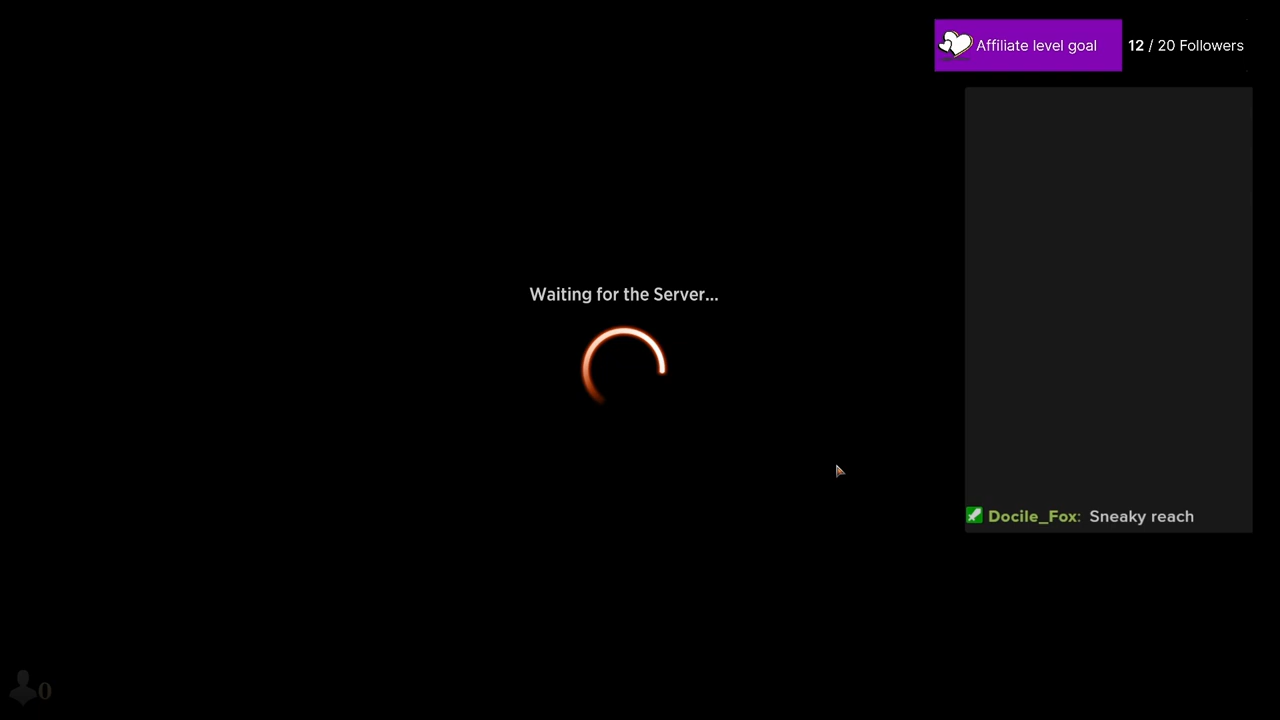 Affiliate level goal 12 / 20 Followers
Waiting for the Server...
Docile_Fox: Sneaky reach
0